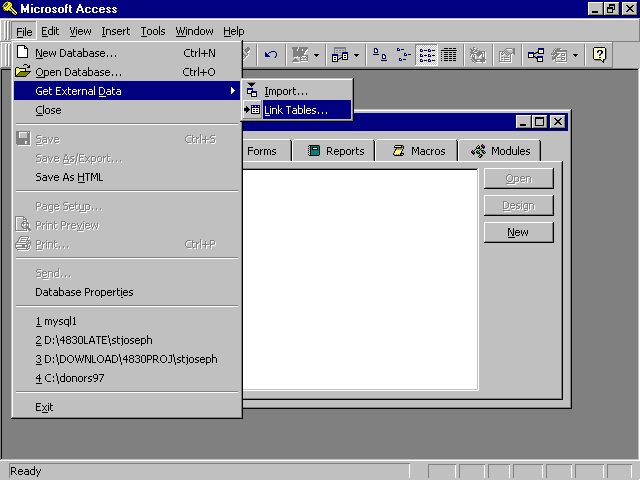 Microsoft Access
File Edit View Insert Tools Window Help
New Database... Ctrl+N
Open Database... Ctrl+O
Get External Data
Import...
Close
Link Tables...
Save Ctrl+S
Forms Reports Macros Modules
Save As/Export...
Save As HTML
Open
Page Setup...
Design
Print Preview
New
Print... Ctrl+P
Send...
Database Properties
1 mysql1
2 D:\4830LATE\stjoseph
3 D:\DOWNLOAD\4830PROJ\stjoseph
4 C:\donors97
Exit
Ready